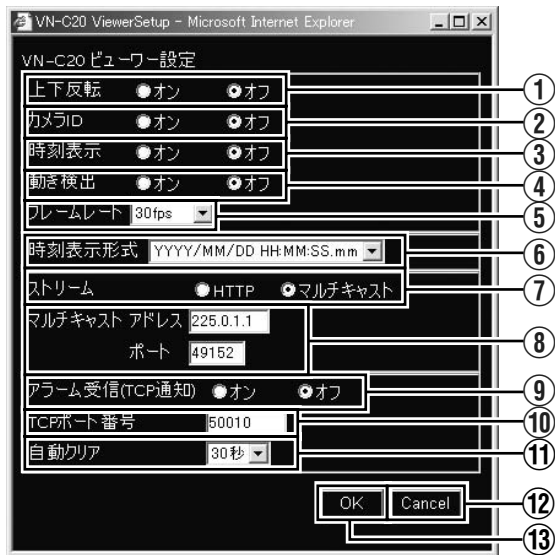 VN-C20 ViewerSetup - Microsoft Internet Explorer
VN-C20 ビューワー設定
上下反転 オン オフ ①
カメラID オン オフ ②
時刻表示 オン オフ ③
動き検出 オン オフ ④
フレームレート 30fps ⑤
時刻表示形式 YYYY/MM/DD HH:MM:SS.mm ⑥
ストリーム HTTP マルチキャスト ⑦
マルチキャスト アドレス 225.0.1.1
ポート 49152 ⑧
アラーム受信(TCP通知) オン オフ ⑨
TCPポート番号 50010 ⑩
自動クリア 30秒 ⑪
OK Cancel ⑫
⑬